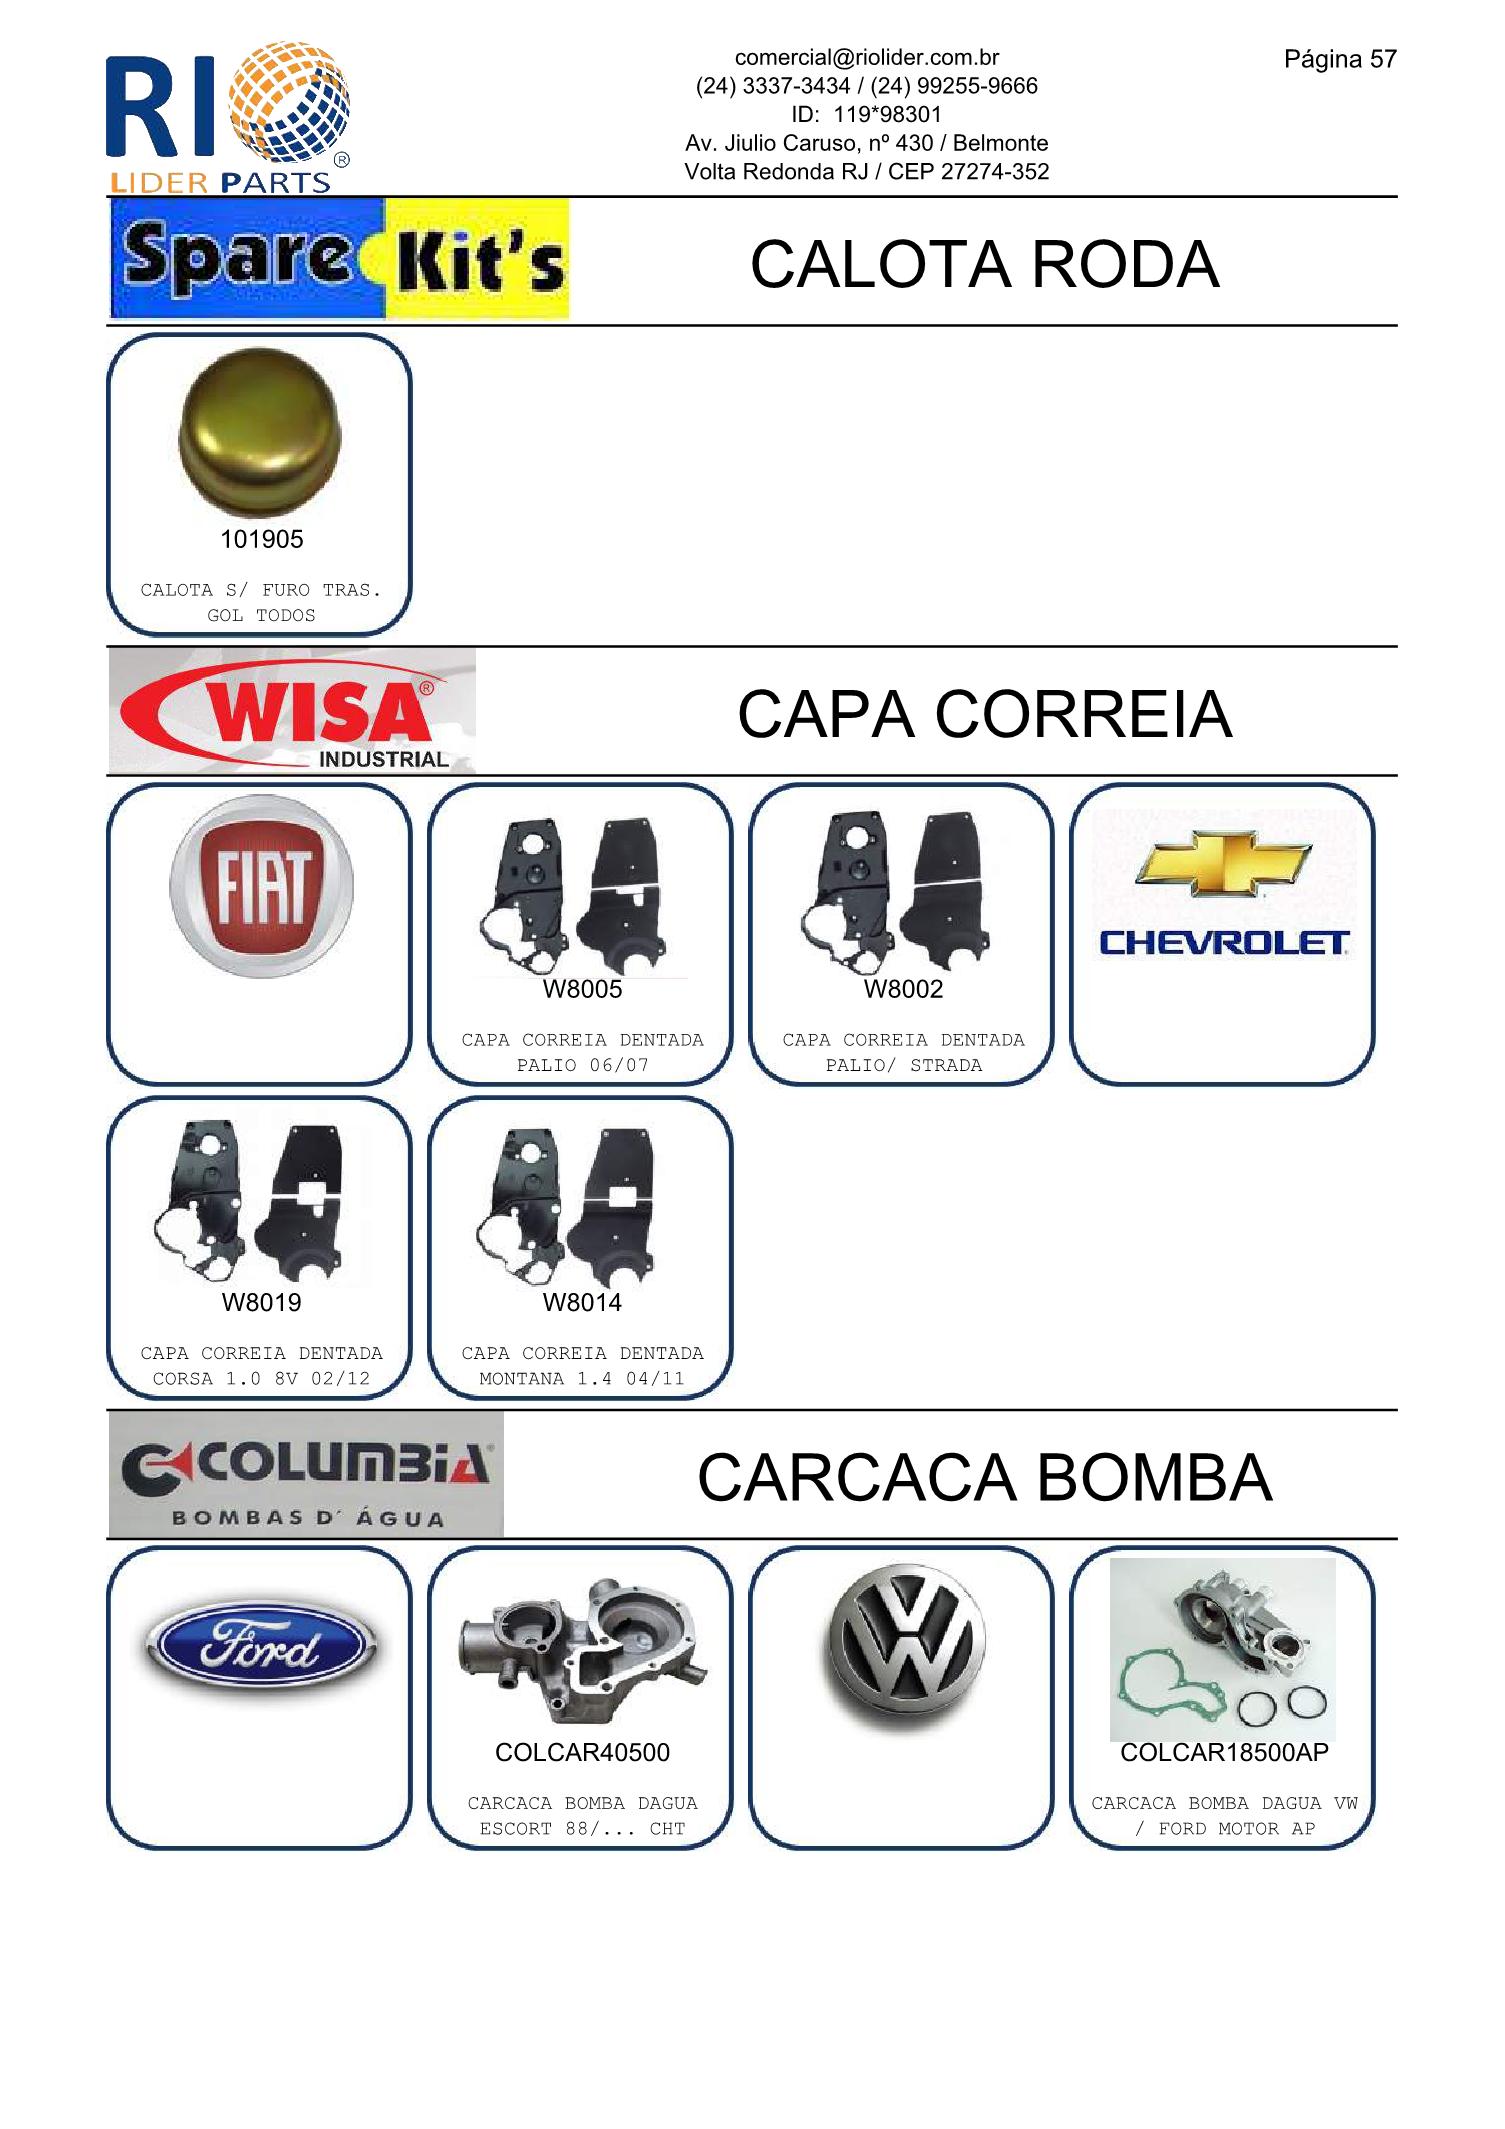 RIO
®
LIDER PARTS
comercial@riolider.com.br
(24) 3337-3434 / (24) 99255-9666
ID: 119*98301
Av. Jiulio Caruso, nº 430 / Belmonte
Volta Redonda RJ / CEP 27274-352
Página 57
Spare Kit's
CALOTA RODA
101905
CALOTA S/ FURO TRAS.
GOL TODOS
WISA®
INDUSTRIAL
CAPA CORREIA
FIAT
W8005
CAPA CORREIA DENTADA
PALIO 06/07
W8002
CAPA CORREIA DENTADA
PALIO/ STRADA
CHEVROLET
W8019
CAPA CORREIA DENTADA
CORSA 1.0 8V 02/12
W8014
CAPA CORREIA DENTADA
MONTANA 1.4 04/11
COLUMBiA
BOMBAS D´ ÁGUA
CARCACA BOMBA
Ford
COLCAR40500
CARCACA BOMBA DAGUA
ESCORT 88/... CHT
VW
COLCAR18500AP
CARCACA BOMBA DAGUA VW
/ FORD MOTOR AP